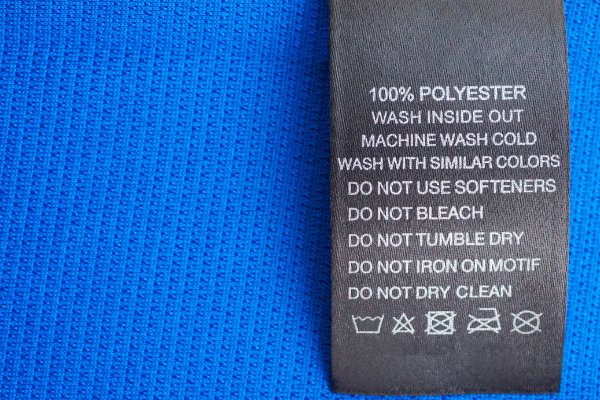 100% POLYESTER
WASH INSIDE OUT
MACHINE WASH COLD
WASH WITH SIMILAR COLORS
DO NOT USE SOFTENERS
DO NOT BLEACH
DO NOT TUMBLE DRY
DO NOT IRON ON MOTIF
DO NOT DRY CLEAN